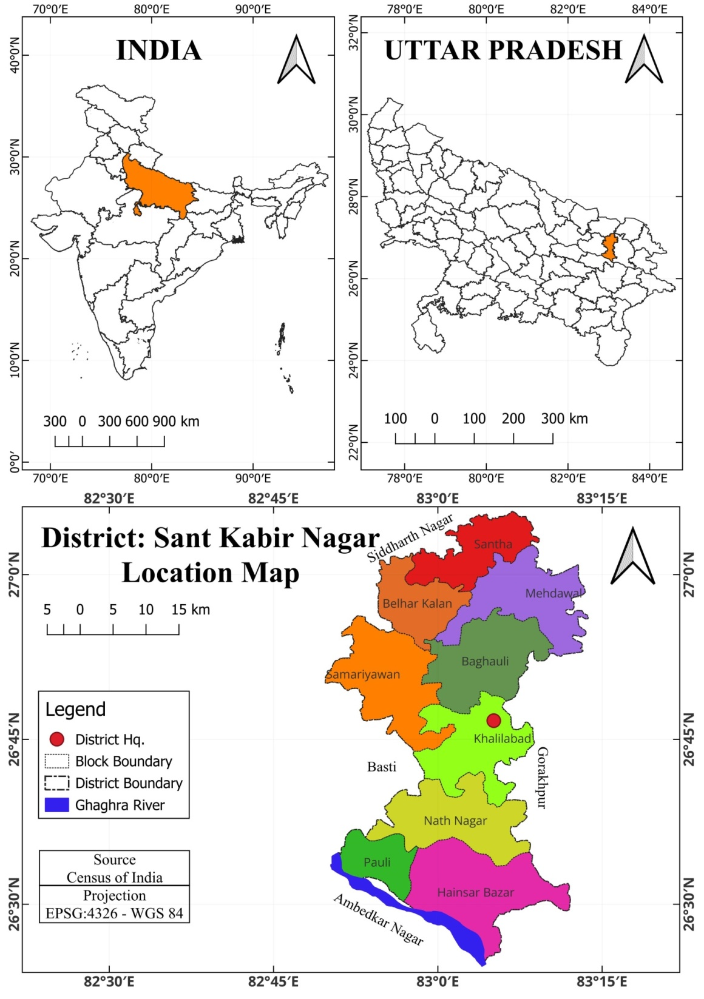 70°0′E 80°0′E 90°0′E
INDIA
40°0′N
30°0′N
20°0′N
10°0′N
0°0′
300 0 300 600 900 km
70°0′E 80°0′E 90°0′E
78°0′E 80°0′E 82°0′E 84°0′E
UTTAR PRADESH
32°0′N
30°0′N
28°0′N
26°0′N
24°0′N
22°0′N
100 0 100 200 300 km
78°0′E 80°0′E 82°0′E 84°0′E
82°30′E 82°45′E 83°0′E 83°15′E
District: Sant Kabir Nagar
Location Map
5 0 5 10 15 km
27°0′N
26°45′N
26°30′N
27°0′N
26°45′N
26°30′N
Siddharth Nagar
Santha
Mehdawal
Belhar Kalan
Baghauli
Samariyawan
Khalilabad
Basti
Gorakhpur
Nath Nagar
Pauli
Hainsar Bazar
Ambedkar Nagar
Legend
District Hq.
Block Boundary
District Boundary
Ghaghra River
Source
Census of India
Projection
EPSG:4326 - WGS 84
82°30′E 82°45′E 83°0′E 83°15′E